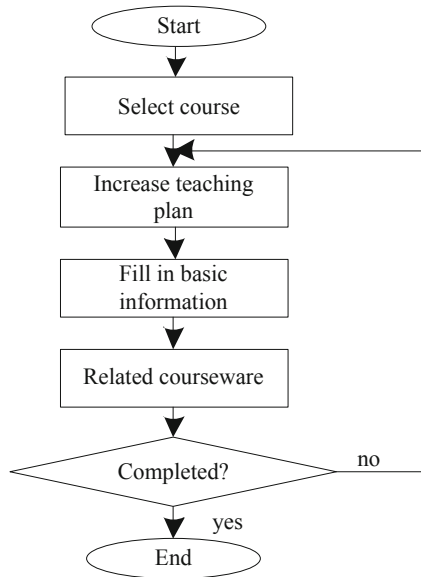 Start
Select course
Increase teaching
plan
Fill in basic
information
Related courseware
Completed?
no
yes
End